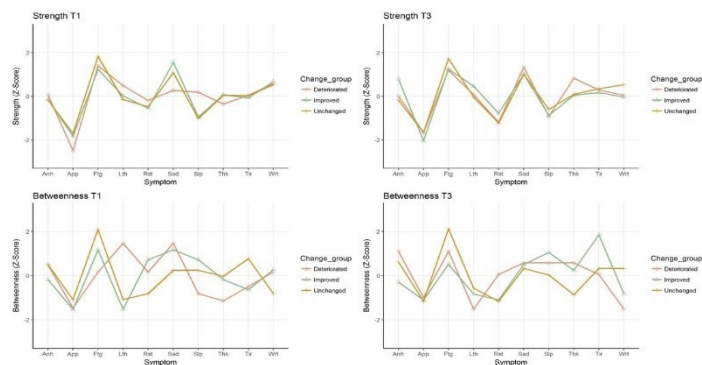 Strength T1
Strength (Z-Score)
2
0
-2
Anh App Ftg Lth Rst Sad Slp Thk Tir Wrt
Symptom
Change_group
Deteriorated
Improved
Unchanged
Strength T3
Strength (Z-Score)
2
0
-2
Anh App Ftg Lth Rst Sad Slp Thk Tir Wrt
Symptom
Change_group
Deteriorated
Improved
Unchanged
Betweenness T1
Betweenness (Z-Score)
2
0
-2
Anh App Ftg Lth Rst Sad Slp Thk Tir Wrt
Symptom
Change_group
Deteriorated
Improved
Unchanged
Betweenness T3
Betweenness (Z-Score)
2
0
-2
Anh App Ftg Lth Rst Sad Slp Thk Tir Wrt
Symptom
Change_group
Deteriorated
Improved
Unchanged